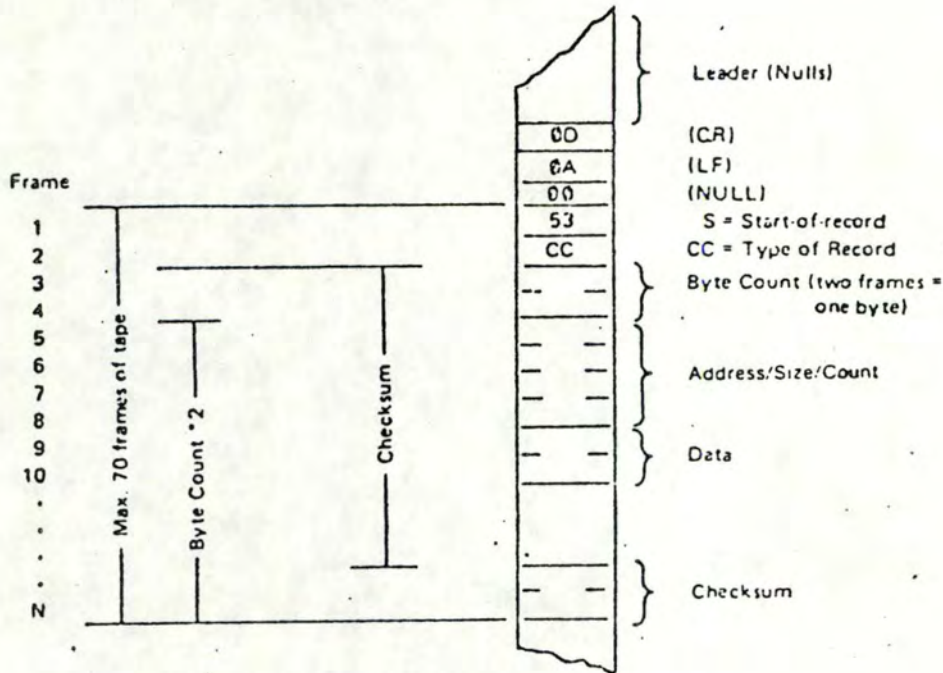 Leader (Nulls)
0D (CR)
0A (LF)
Frame
00 (NULL)
1 53 S = Start-of-record
2 CC CC = Type of Record
3 Byte Count (two frames =
4 one byte)
5
6
7 Address/Size/Count
8
9 Data
10
Max. 70 frames of tape
Byte Count *2
Checksum
N
Checksum